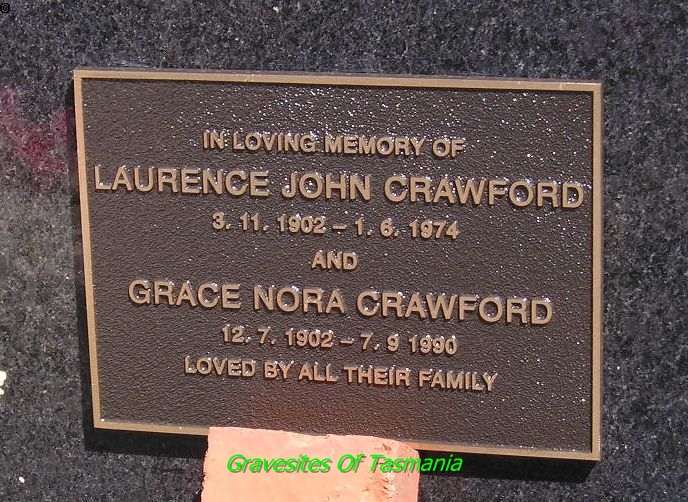 IN LOVING MEMORY OF
LAURENCE JOHN CRAWFORD
3. 11. 1902 – 1. 6. 1974
AND
GRACE NORA CRAWFORD
12. 7. 1902 – 7. 9 1990
LOVED BY ALL THEIR FAMILY
Gravesites Of Tasmania